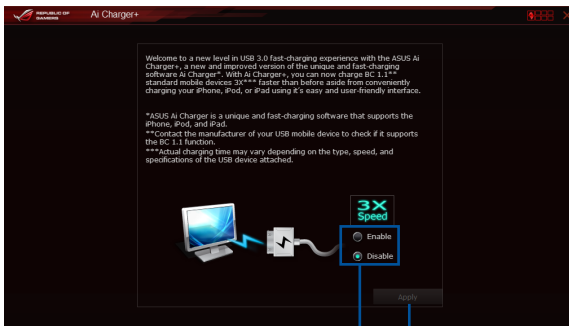 REPUBLIC OF
GAMERS
Ai Charger+
Welcome to a new level in USB 3.0 fast-charging experience with the ASUS Ai
Charger+, a new and improved version of the unique and fast-charging
software Ai Charger*. With Ai Charger+, you can now charge BC 1.1**
standard mobile devices 3X*** faster than before aside from conveniently
charging your iPhone, iPod, or iPad using it's easy and user-friendly interface.
*ASUS Ai Charger is a unique and fast-charging software that supports the
iPhone, iPod, and iPad.
**Contact the manufacturer of your USB mobile device to check if it supports
the BC 1.1 function.
***Actual charging time may vary depending on the type, speed, and
specifications of the USB device attached.
3X
Speed
Enable
Disable
Apply